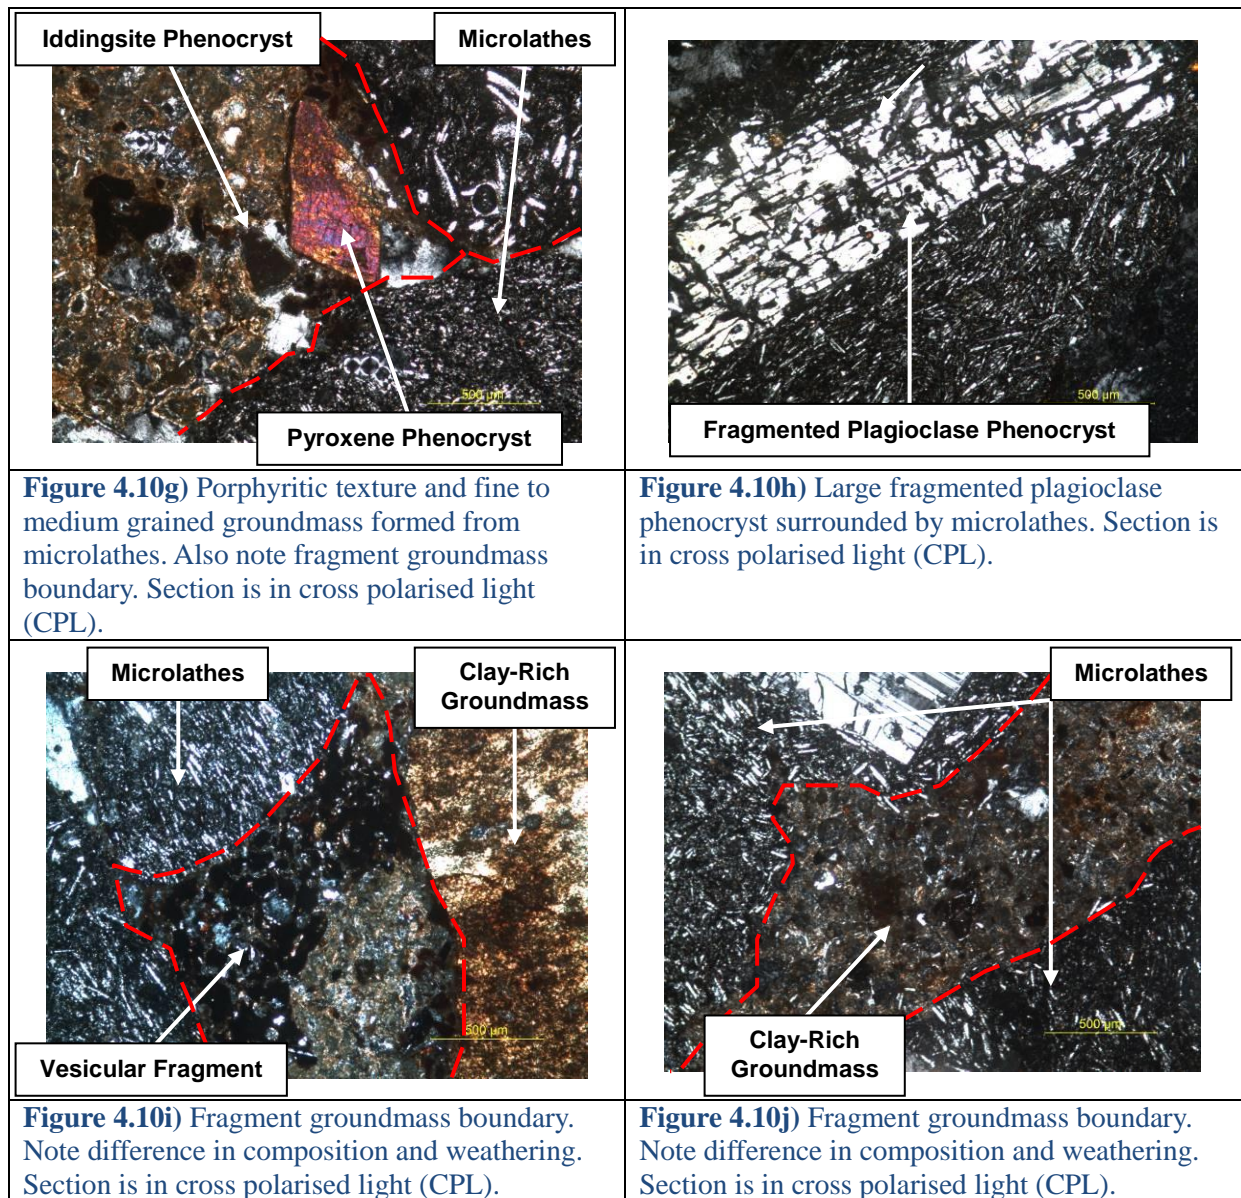 Iddingsite Phenocryst
Microlathes
500 µm
Pyroxene Phenocryst
Figure 4.10g) Porphyritic texture and fine to
medium grained groundmass formed from
microlathes. Also note fragment groundmass
boundary. Section is in cross polarised light
(CPL).
500 µm
Fragmented Plagioclase Phenocryst
Figure 4.10h) Large fragmented plagioclase
phenocryst surrounded by microlathes. Section is
in cross polarised light (CPL).
Microlathes
Clay-Rich
Groundmass
500 µm
Vesicular Fragment
Figure 4.10i) Fragment groundmass boundary.
Note difference in composition and weathering.
Section is in cross polarised light (CPL).
Microlathes
500 µm
Clay-Rich
Groundmass
Figure 4.10j) Fragment groundmass boundary.
Note difference in composition and weathering.
Section is in cross polarised light (CPL).